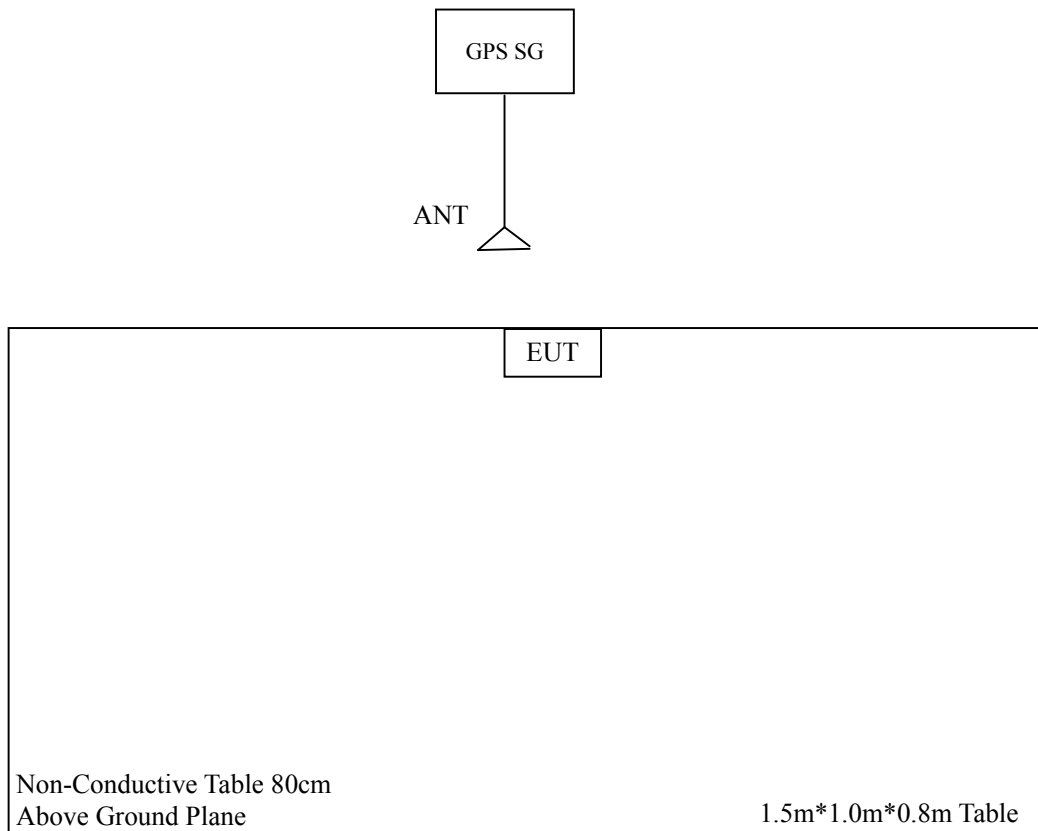 GPS SG
ANT
EUT
Non-Conductive Table 80cm
Above Ground Plane
1.5m*1.0m*0.8m Table